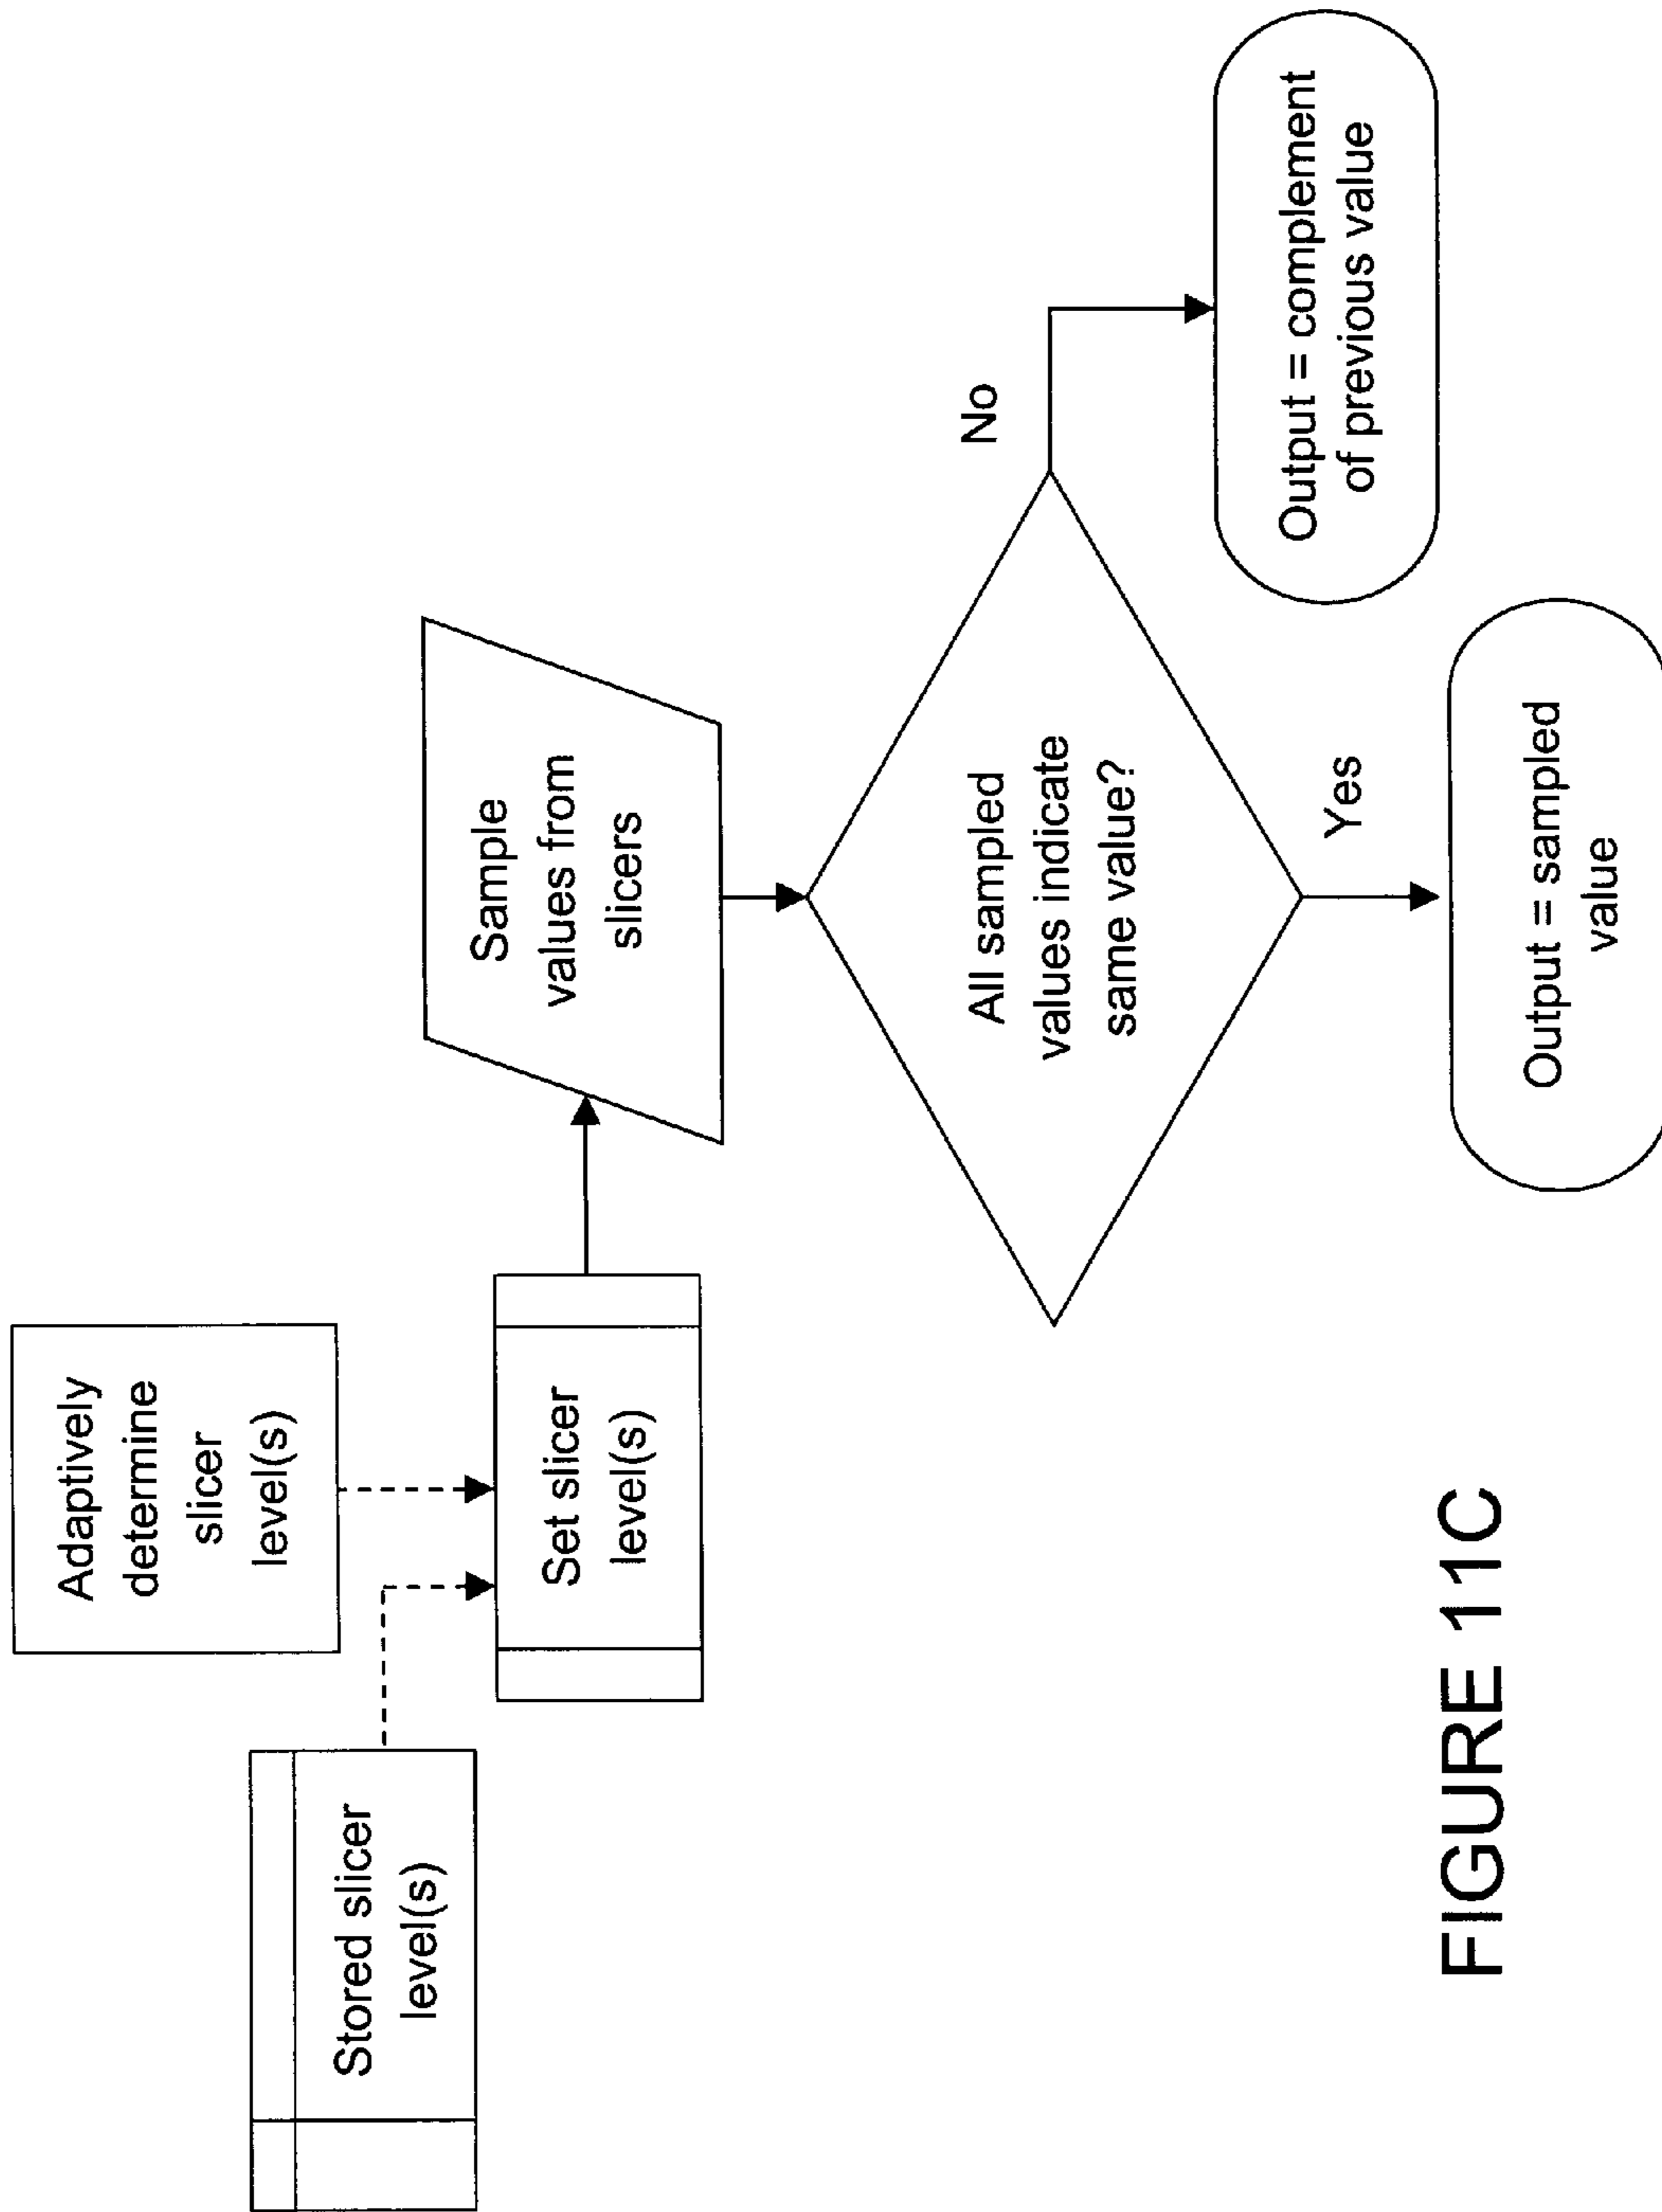 Stored slicer
level(s)
Adaptively
determine
slicer
level(s)
Set slicer
level(s)
Sample
values from
slicers
All sampled
values indicate
same value?
No
Output = complement
of previous value
Yes
Output = sampled
value
FIGURE 11C